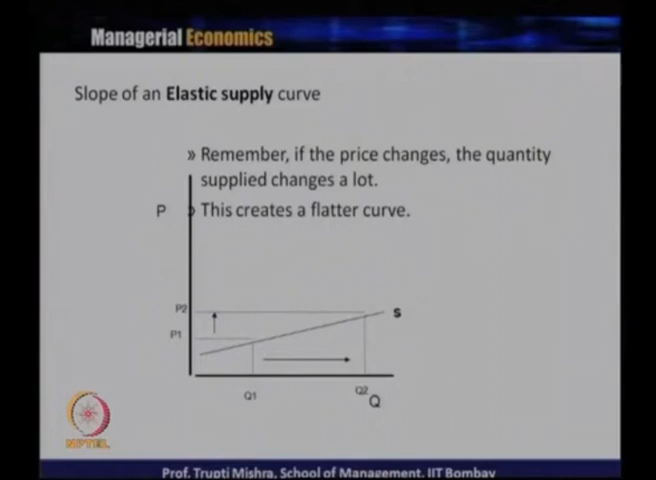 Managerial Economics
Slope of an Elastic supply curve
» Remember, if the price changes, the quantity
supplied changes a lot.
P
» This creates a flatter curve.
P2
S
P1
Q1
Q2
Q
NPTEL
Prof. Trupti Mishra, School of Management, IIT Bombay